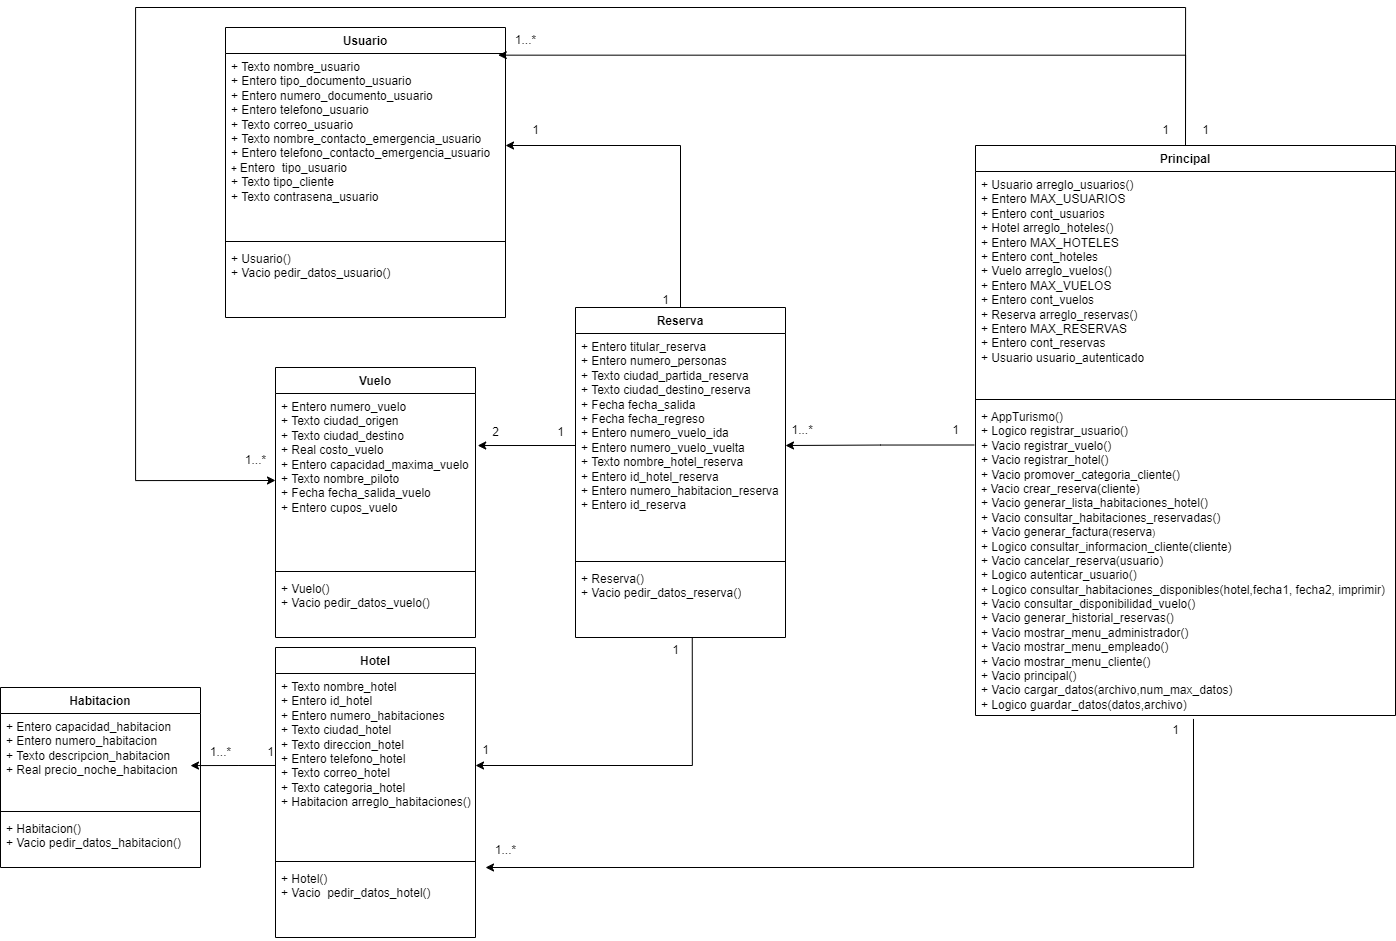 1...*
Usuario
+ Texto nombre_usuario
+ Entero tipo_documento_usuario
+ Entero numero_documento_usuario
+ Entero telefono_usuario
+ Texto correo_usuario
+ Texto nombre_contacto_emergencia_usuario
+ Entero telefono_contacto_emergencia_usuario
+ Entero  tipo_usuario
+ Texto tipo_cliente
+ Texto contrasena_usuario
+ Usuario()
+ Vacio pedir_datos_usuario()
1
1
1
1
Principal
+ Usuario arreglo_usuarios()
+ Entero MAX_USUARIOS
+ Entero cont_usuarios
+ Hotel arreglo_hoteles()
+ Entero MAX_HOTELES
+ Entero cont_hoteles
+ Vuelo arreglo_vuelos()
+ Entero MAX_VUELOS
+ Entero cont_vuelos
+ Reserva arreglo_reservas()
+ Entero MAX_RESERVAS
+ Entero cont_reservas
+ Usuario usuario_autenticado
+ AppTurismo()
+ Logico registrar_usuario()
+ Vacio registrar_vuelo()
+ Vacio registrar_hotel()
+ Vacio promover_categoria_cliente()
+ Vacio crear_reserva(cliente)
+ Vacio generar_lista_habitaciones_hotel()
+ Vacio consultar_habitaciones_reservadas()
+ Vacio generar_factura(reserva)
+ Logico consultar_informacion_cliente(cliente)
+ Vacio cancelar_reserva(usuario)
+ Logico autenticar_usuario()
+ Logico consultar_habitaciones_disponibles(hotel,fecha1, fecha2, imprimir)
+ Vacio consultar_disponibilidad_vuelo()
+ Vacio generar_historial_reservas()
+ Vacio mostrar_menu_administrador()
+ Vacio mostrar_menu_empleado()
+ Vacio mostrar_menu_cliente()
+ Vacio principal()
+ Vacio cargar_datos(archivo,num_max_datos)
+ Logico guardar_datos(datos,archivo)
Reserva
+ Entero titular_reserva
+ Entero numero_personas
+ Texto ciudad_partida_reserva
+ Texto ciudad_destino_reserva
+ Fecha fecha_salida
+ Fecha fecha_regreso
+ Entero numero_vuelo_ida
+ Entero numero_vuelo_vuelta
+ Texto nombre_hotel_reserva
+ Entero id_hotel_reserva
+ Entero numero_habitacion_reserva
+ Entero id_reserva
+ Reserva()
+ Vacio pedir_datos_reserva()
1...*
1
2
1
1...*
Vuelo
+ Entero numero_vuelo
+ Texto ciudad_origen
+ Texto ciudad_destino
+ Real costo_vuelo
+ Entero capacidad_maxima_vuelo
+ Texto nombre_piloto
+ Fecha fecha_salida_vuelo
+ Entero cupos_vuelo
+ Vuelo()
+ Vacio pedir_datos_vuelo()
1
Hotel
+ Texto nombre_hotel
+ Entero id_hotel
+ Entero numero_habitaciones
+ Texto ciudad_hotel
+ Texto direccion_hotel
+ Entero telefono_hotel
+ Texto correo_hotel
+ Texto categoria_hotel
+ Habitacion arreglo_habitaciones()
+ Hotel()
+ Vacio  pedir_datos_hotel()
Habitacion
+ Entero capacidad_habitacion
+ Entero numero_habitacion
+ Texto descripcion_habitacion
+ Real precio_noche_habitacion
+ Habitacion()
+ Vacio pedir_datos_habitacion()
1...*
1
1
1
1...*